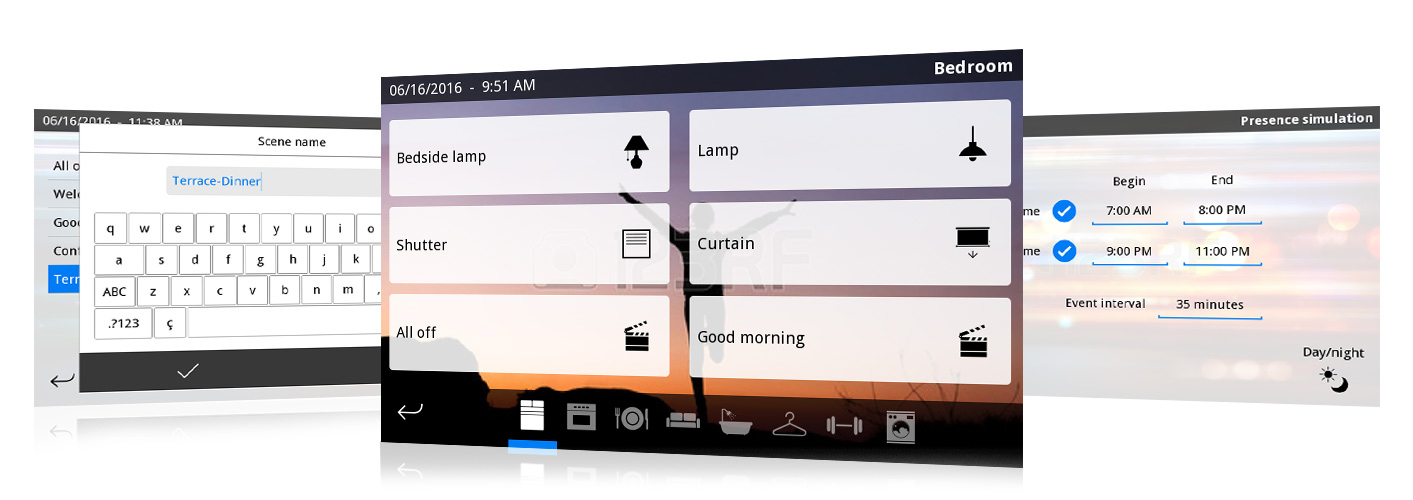 06/16/2016 - 11:38 AM
Scene name
Terrace-Dinner
All o
Welc
Good
Conf
Terr
q w e r t y u i o
a s d f g h j k
ABC z x c v b n m ,
.?123 ç
06/16/2016 - 9:51 AM
Bedroom
Bedside lamp
Lamp
Shutter
Curtain
All off
Good morning
123RF
Presence simulation
Begin End
me 7:00 AM 8:00 PM
me 9:00 PM 11:00 PM
Event interval 35 minutes
Day/night